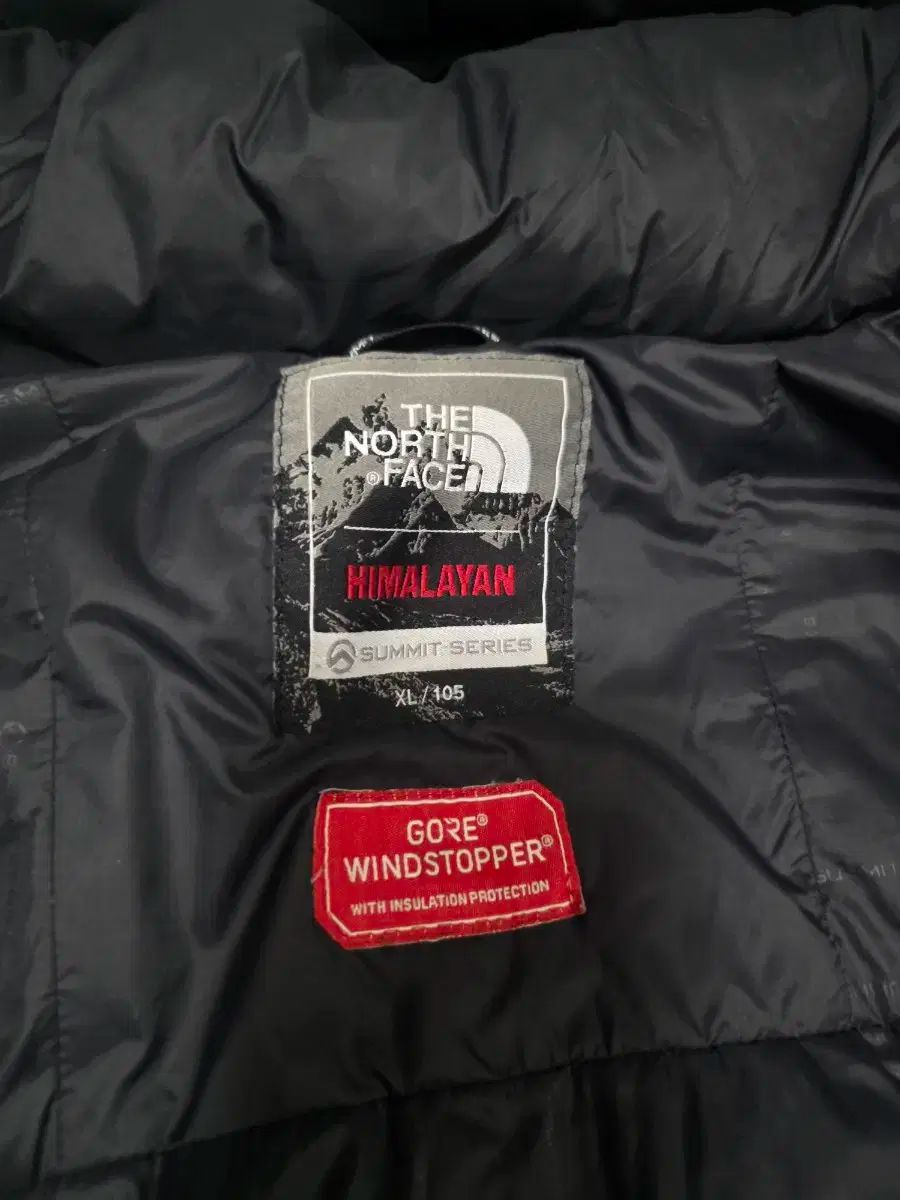 THE
NORTH
®FACE
HIMALAYAN
SUMMIT SERIES
XL / 105
GORE®
WINDSTOPPER®
WITH INSULATION PROTECTION